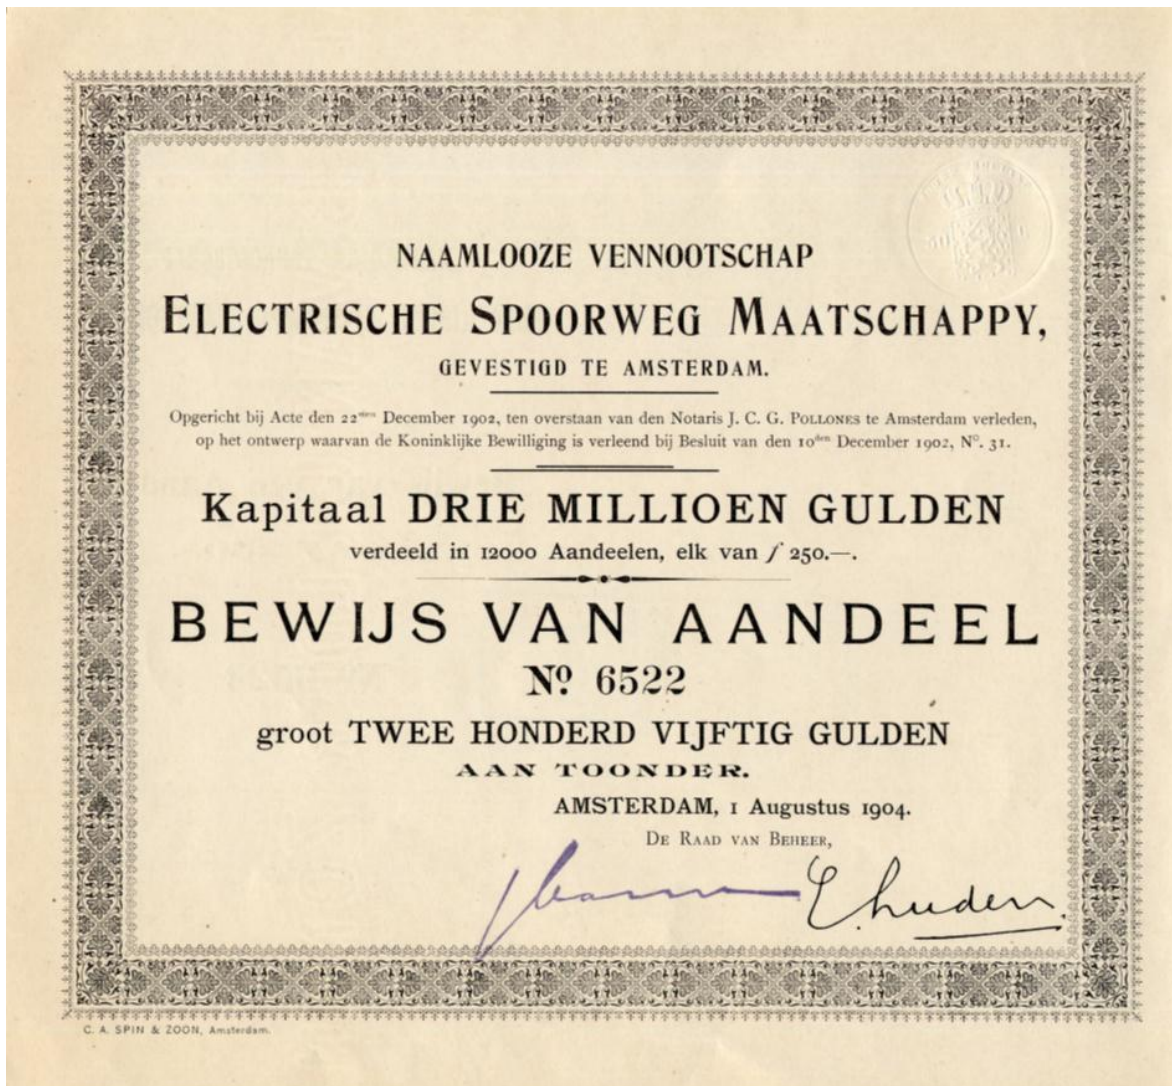 NAAMLOOZE VENNOOTSCHAP
ELECTRISCHE SPOORWEG MAATSCHAPPY,
GEVESTIGD TE AMSTERDAM.
Opgericht bij Acte den 22sten December 1902, ten overstaan van den Notaris J. C. G. POLLONES te Amsterdam verleden,
op het ontwerp waarvan de Koninklijke Bewilliging is verleend bij Besluit van den 10den December 1902, No. 31.
Kapitaal DRIE MILLIOEN GULDEN
verdeeld in 12000 Aandeelen, elk van ƒ 250.—.
BEWIJS VAN AANDEEL
No 6522
groot TWEE HONDERD VIJFTIG GULDEN
AAN TOONDER.
AMSTERDAM, 1 Augustus 1904.
DE RAAD VAN BEHEER,
C. A. SPIN & ZOON, Amsterdam.